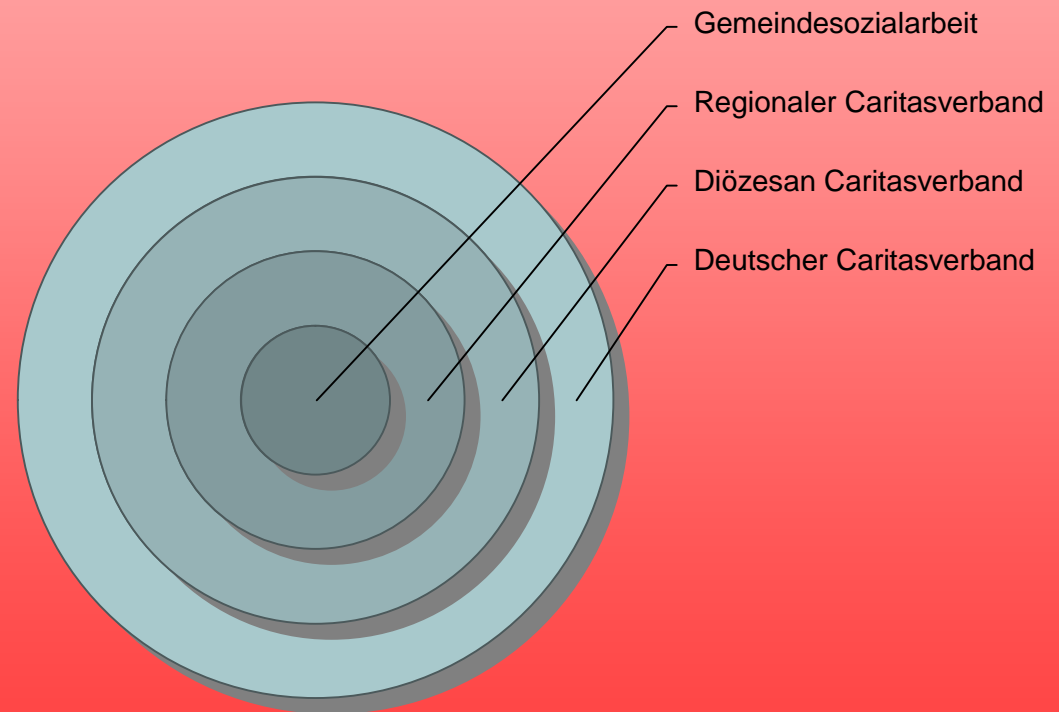 Gemeindesozialarbeit
Regionaler Caritasverband
Diözesan Caritasverband
Deutscher Caritasverband